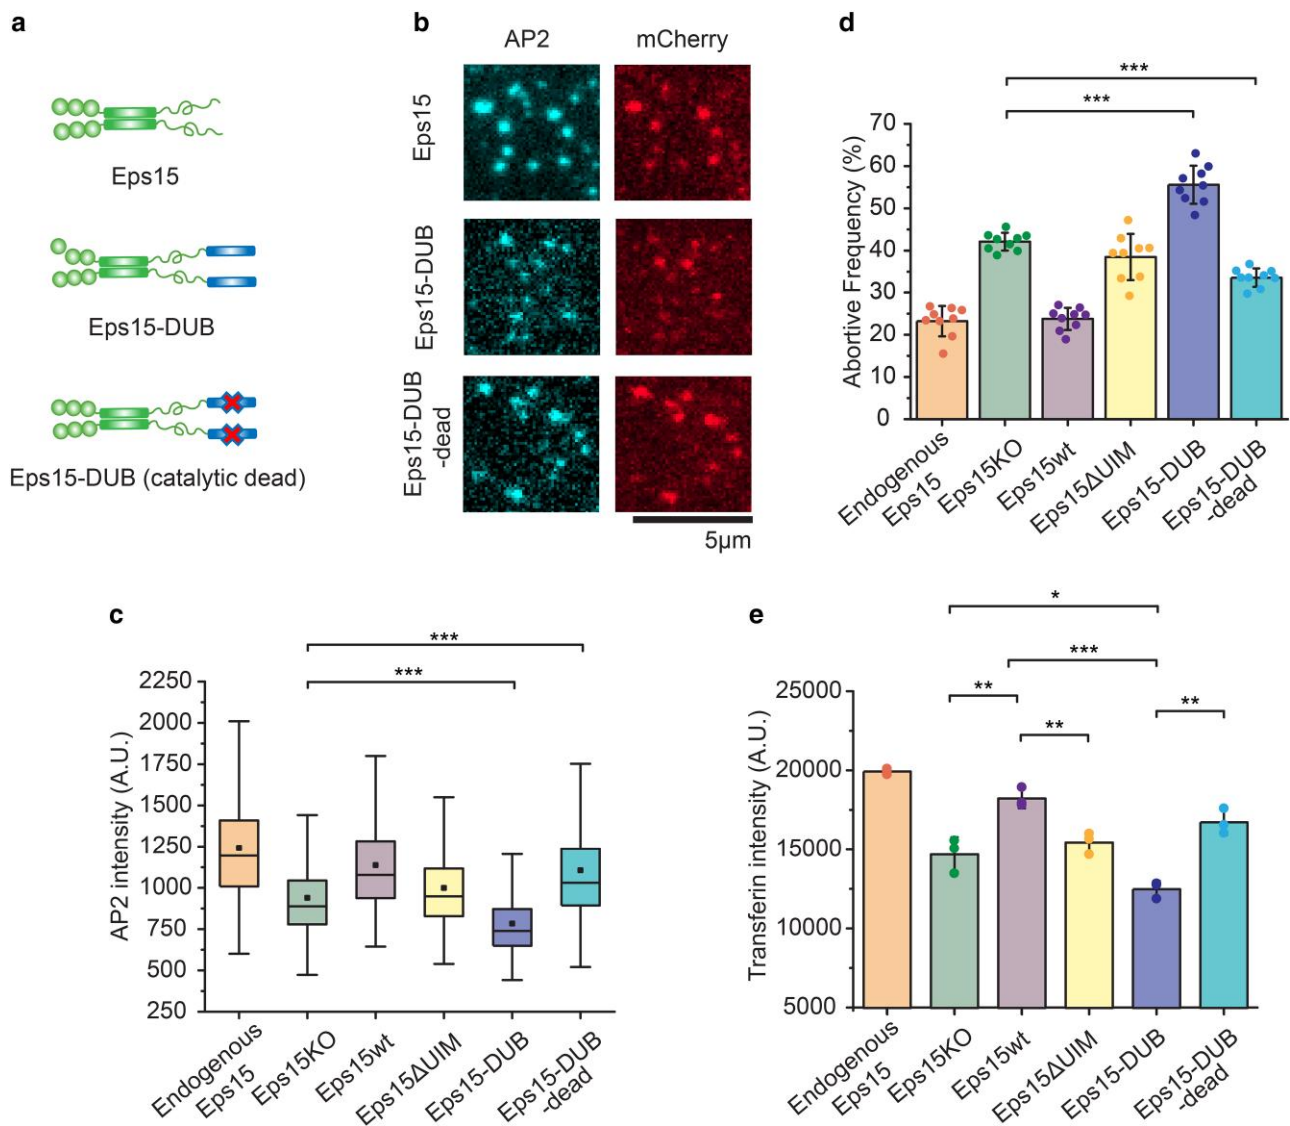 a
Eps15
Eps15-DUB
Eps15-DUB (catalytic dead)
b
AP2
mCherry
Eps15
Eps15-DUB
Eps15-DUB
-dead
5µm
d
***
***
Abortive Frequency (%)
70
60
50
40
30
20
10
0
Endogenous
Eps15
Eps15KO
Eps15wt
Eps15ΔUIM
Eps15-DUB
Eps15-DUB
-dead
c
***
***
AP2 intensity (A.U.)
2250
2000
1750
1500
1250
1000
750
500
250
Endogenous
Eps15
Eps15KO
Eps15wt
Eps15ΔUIM
Eps15-DUB
Eps15-DUB
-dead
e
*
***
**
**
**
Transferin intensity (A.U.)
25000
20000
15000
10000
5000
Endogenous
Eps15
Eps15KO
Eps15wt
Eps15ΔUIM
Eps15-DUB
Eps15-DUB
-dead